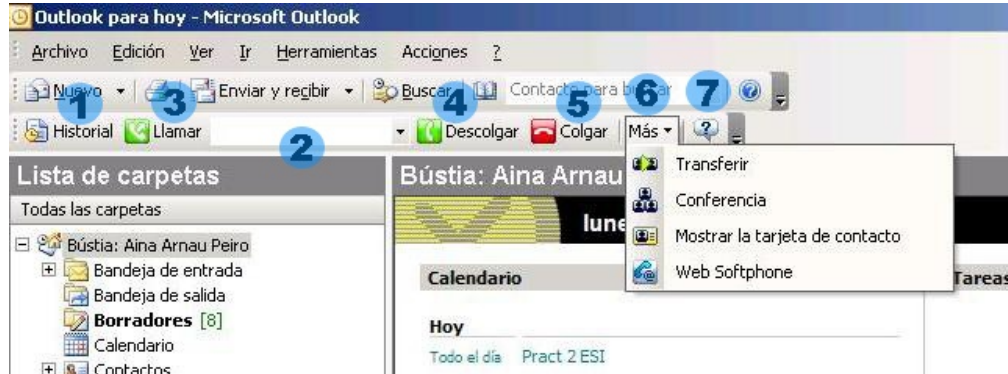 Outlook para hoy - Microsoft Outlook
Archivo Edición Ver Ir Herramientas Acciones ?
Nuevo Enviar y recibir Buscar Contacto para buscar
1 3 4 5 6 7
Historial Llamar Descolgar Colgar Más
2
Transferir
Conferencia
Mostrar la tarjeta de contacto
Web Softphone
Lista de carpetas
Todas las carpetas
Bústia: Aina Arnau Peiro
Bandeja de entrada
Bandeja de salida
Borradores [8]
Calendario
Contactos
Bústia: Aina Arnau
lune
Calendario Tareas
Hoy
Todo el día Pract 2 ESI